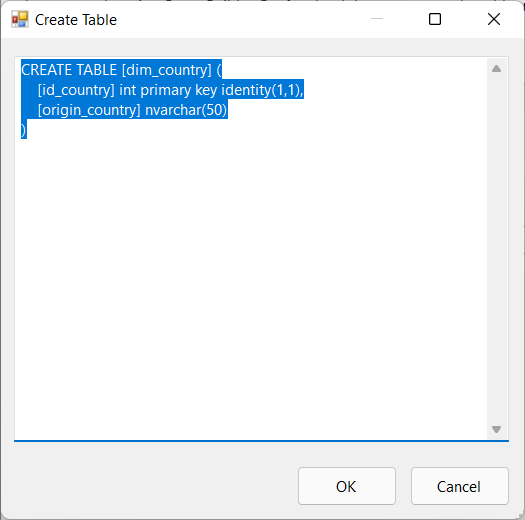 Create Table
CREATE TABLE [dim_country] (
[id_country] int primary key identity(1,1),
[origin_country] nvarchar(50)
)
OK
Cancel